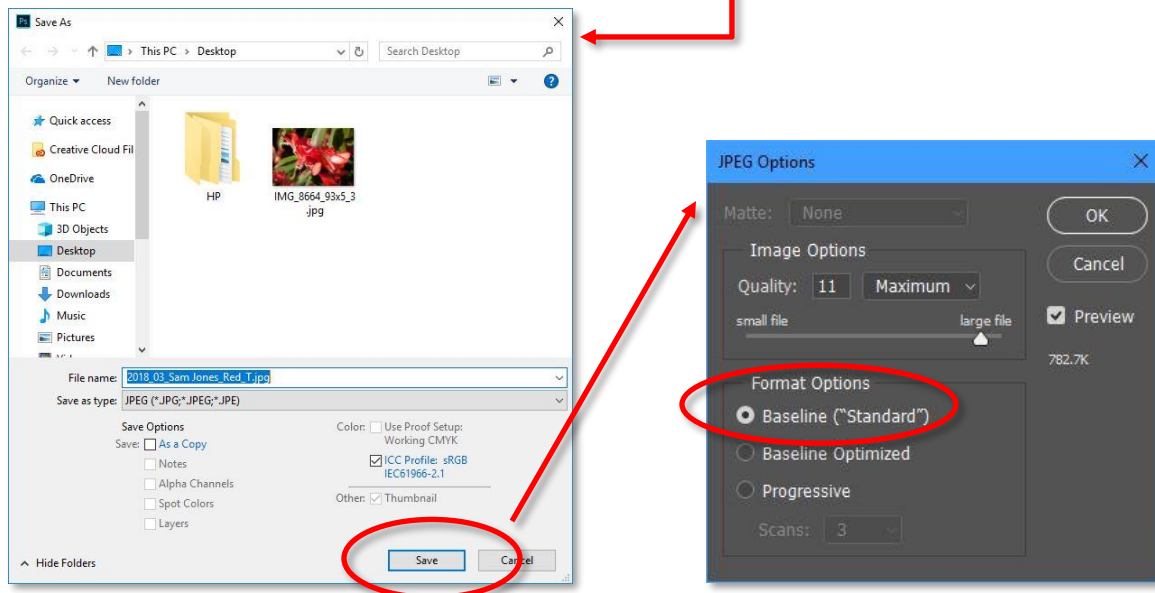 Ps Save As
This PC > Desktop
Search Desktop
Organize
New folder
Quick access
Creative Cloud Fil
OneDrive
This PC
3D Objects
Desktop
Documents
Downloads
Music
Pictures
HP
IMG_8664_93x5_3
.jpg
File name: 2018_03_Sam Jones_Red_T.jpg
Save as type: JPEG (*.JPG;*.JPEG;*.JPE)
Save Options
Save: As a Copy
Notes
Alpha Channels
Spot Colors
Layers
Color: Use Proof Setup:
Working CMYK
ICC Profile: sRGB
IEC61966-2.1
Other: Thumbnail
Hide Folders
Save
Cancel
JPEG Options
Matte: None
OK
Cancel
Preview
782.7K
Image Options
Quality: 11 Maximum
small file large file
Format Options
Baseline (“Standard”)
Baseline Optimized
Progressive
Scans: 3